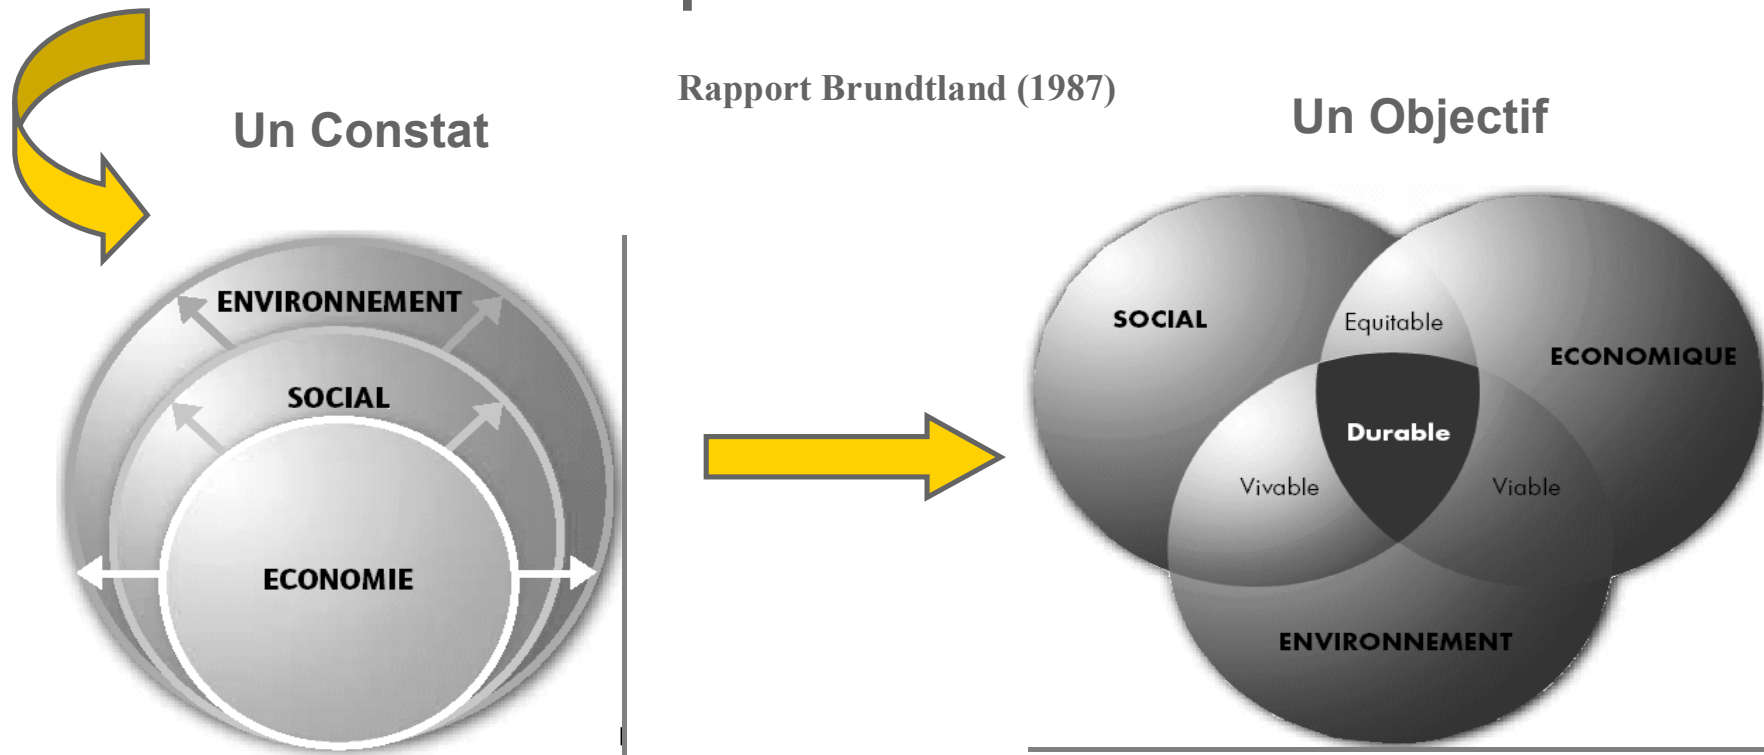 Rapport Brundtland (1987)
Un Constat
Un Objectif
ENVIRONNEMENT
SOCIAL
ECONOMIE
SOCIAL
Equitable
ECONOMIQUE
Durable
Vivable
Viable
ENVIRONNEMENT